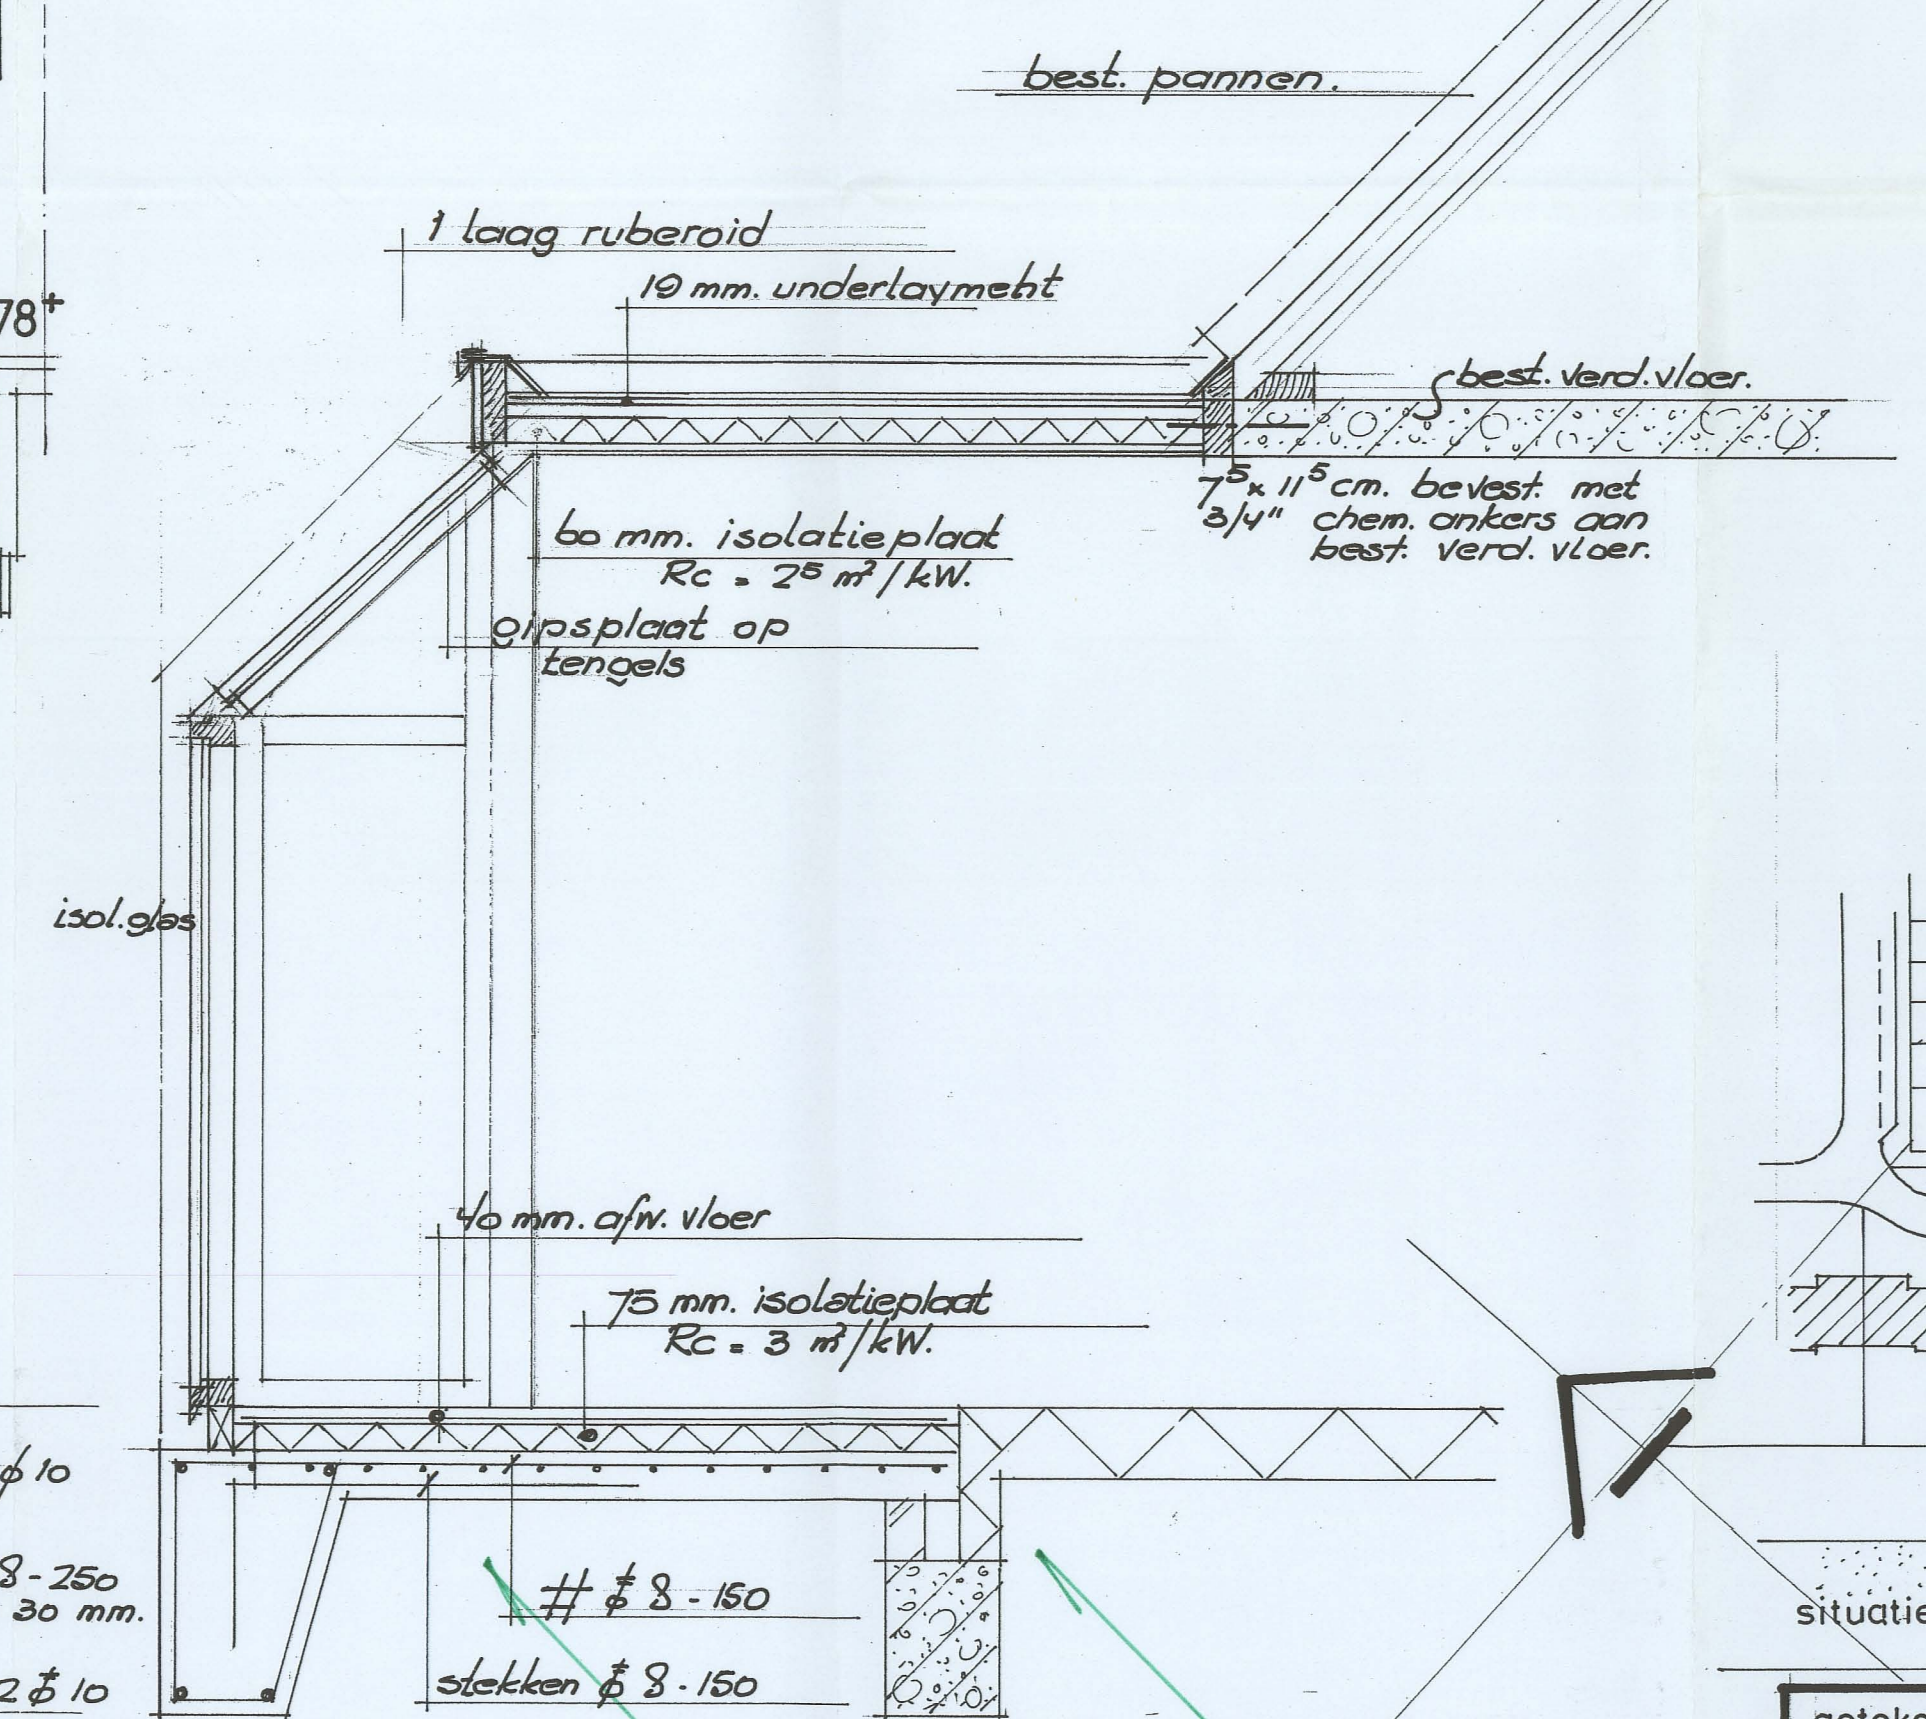 best. pannen.
1 laag ruberoid
19 mm. underlayment
78+
best. verd. vloer.
7⁵ x 11⁵ cm. bevest. met
3/4" chem. ankers aan
best. verd. vloer.
60 mm. isolatieplaat
Rc = 2⁵ m²/kW.
gipsplaat op
tengels
isol. glas
40 mm. afw. vloer
75 mm. isolatieplaat
Rc = 3 m²/kW.
ϕ 10
8-250
30 mm.
# ϕ 8 - 150
situatie
stekken ϕ 8 - 150
2 ϕ 10